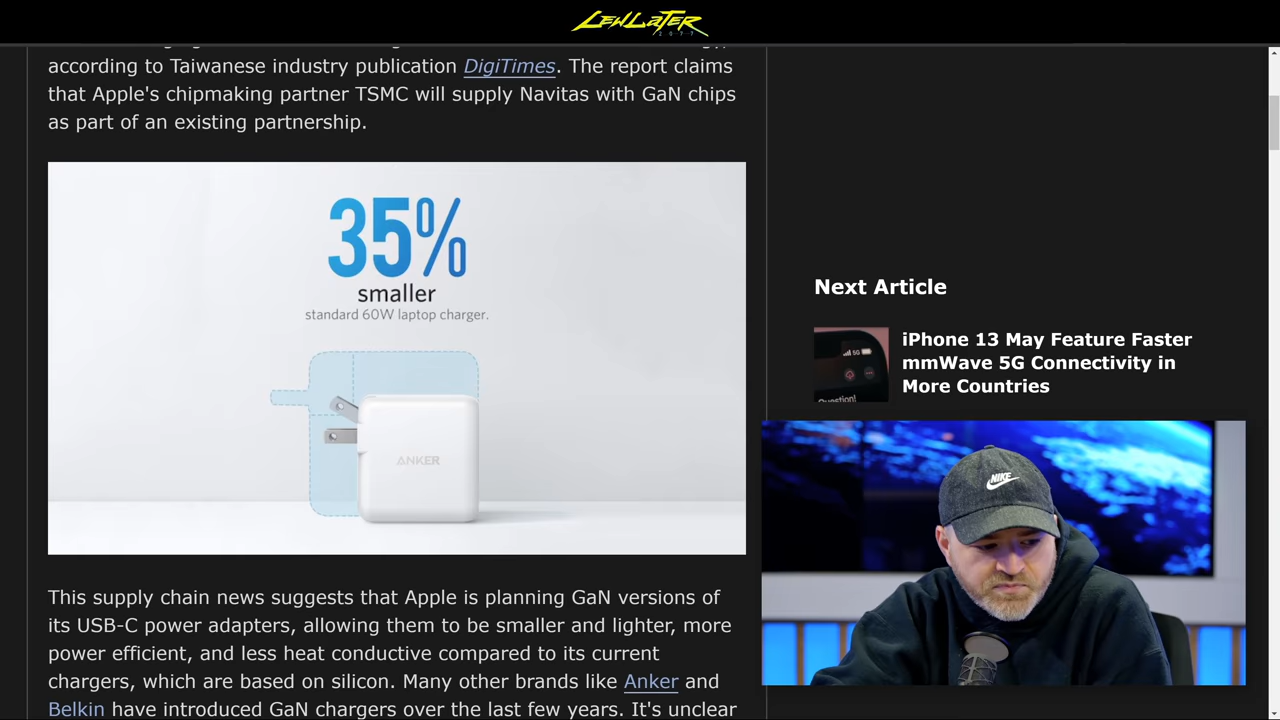 LEWLATER
2077
according to Taiwanese industry publication DigiTimes. The report claims
that Apple's chipmaking partner TSMC will supply Navitas with GaN chips
as part of an existing partnership.
35%
smaller
standard 60W laptop charger.
ANKER
This supply chain news suggests that Apple is planning GaN versions of
its USB-C power adapters, allowing them to be smaller and lighter, more
power efficient, and less heat conductive compared to its current
chargers, which are based on silicon. Many other brands like Anker and
Belkin have introduced GaN chargers over the last few years. It's unclear
Next Article
5G
Question!
iPhone 13 May Feature Faster
mmWave 5G Connectivity in
More Countries
NIKE